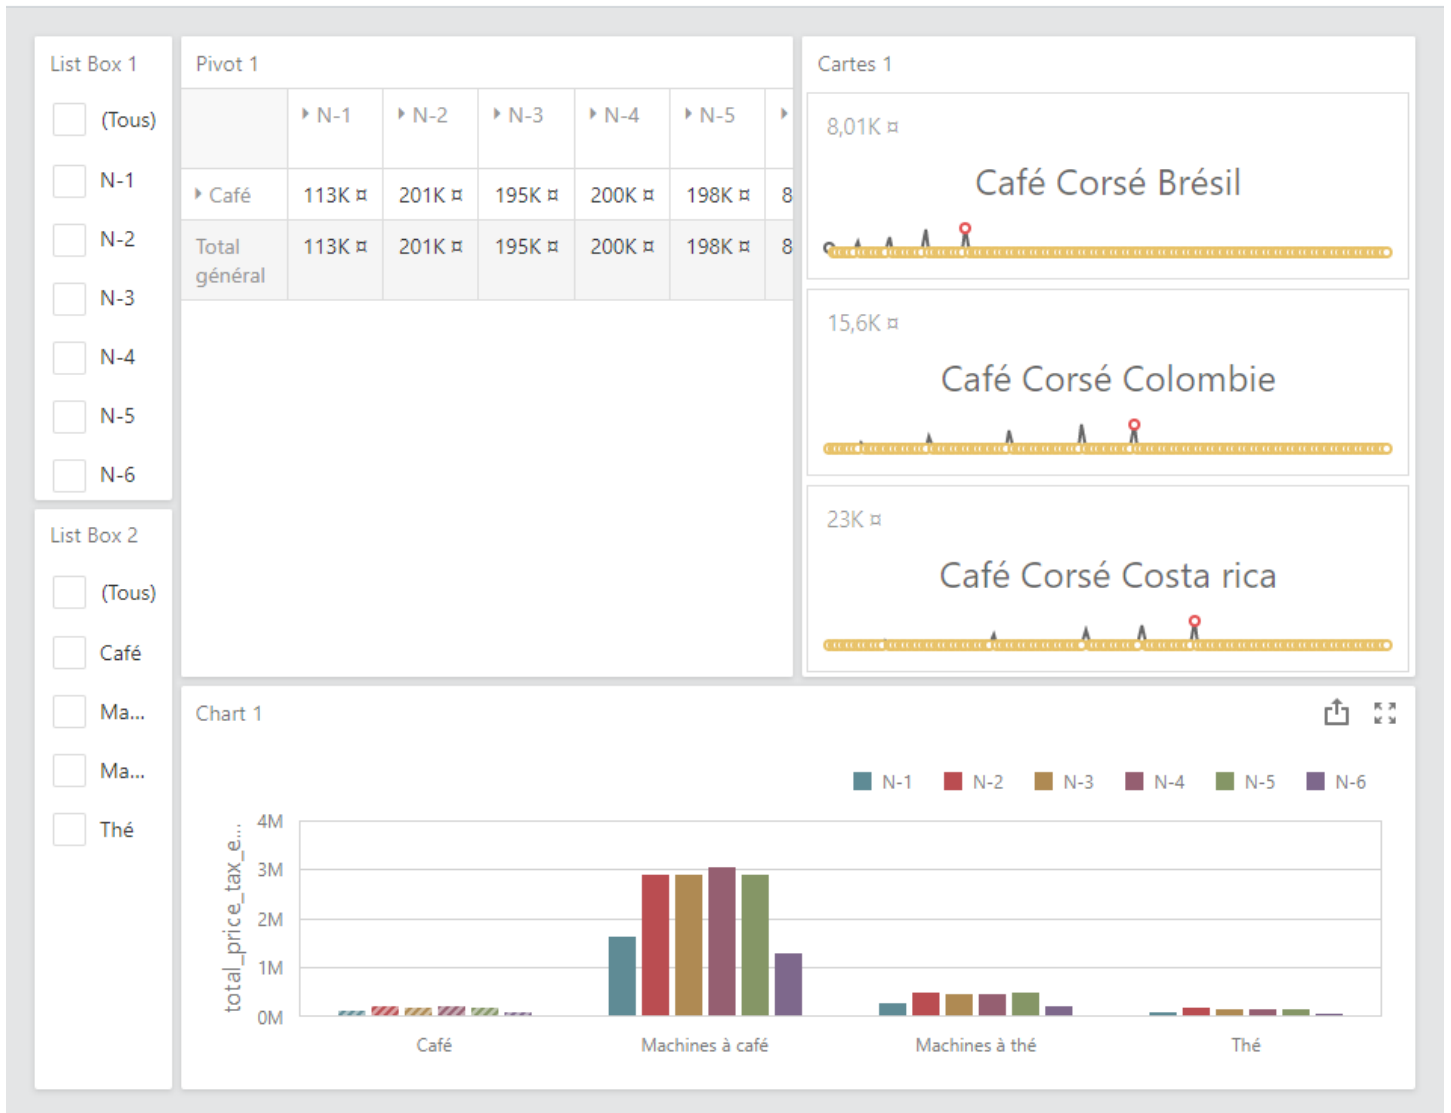 List Box 1
(Tous)
N-1
N-2
N-3
N-4
N-5
N-6
List Box 2
(Tous)
Café
Ma...
Ma...
Thé
Pivot 1
N-1 N-2 N-3 N-4 N-5
Café 113K ¤ 201K ¤ 195K ¤ 200K ¤ 198K ¤ 8
Total
général 113K ¤ 201K ¤ 195K ¤ 200K ¤ 198K ¤ 8
Cartes 1
8,01K ¤
Café Corsé Brésil
15,6K ¤
Café Corsé Colombie
23K ¤
Café Corsé Costa rica
Chart 1
N-1 N-2 N-3 N-4 N-5 N-6
total_price_tax_e...
4M
3M
2M
1M
0M
Café Machines à café Machines à thé Thé